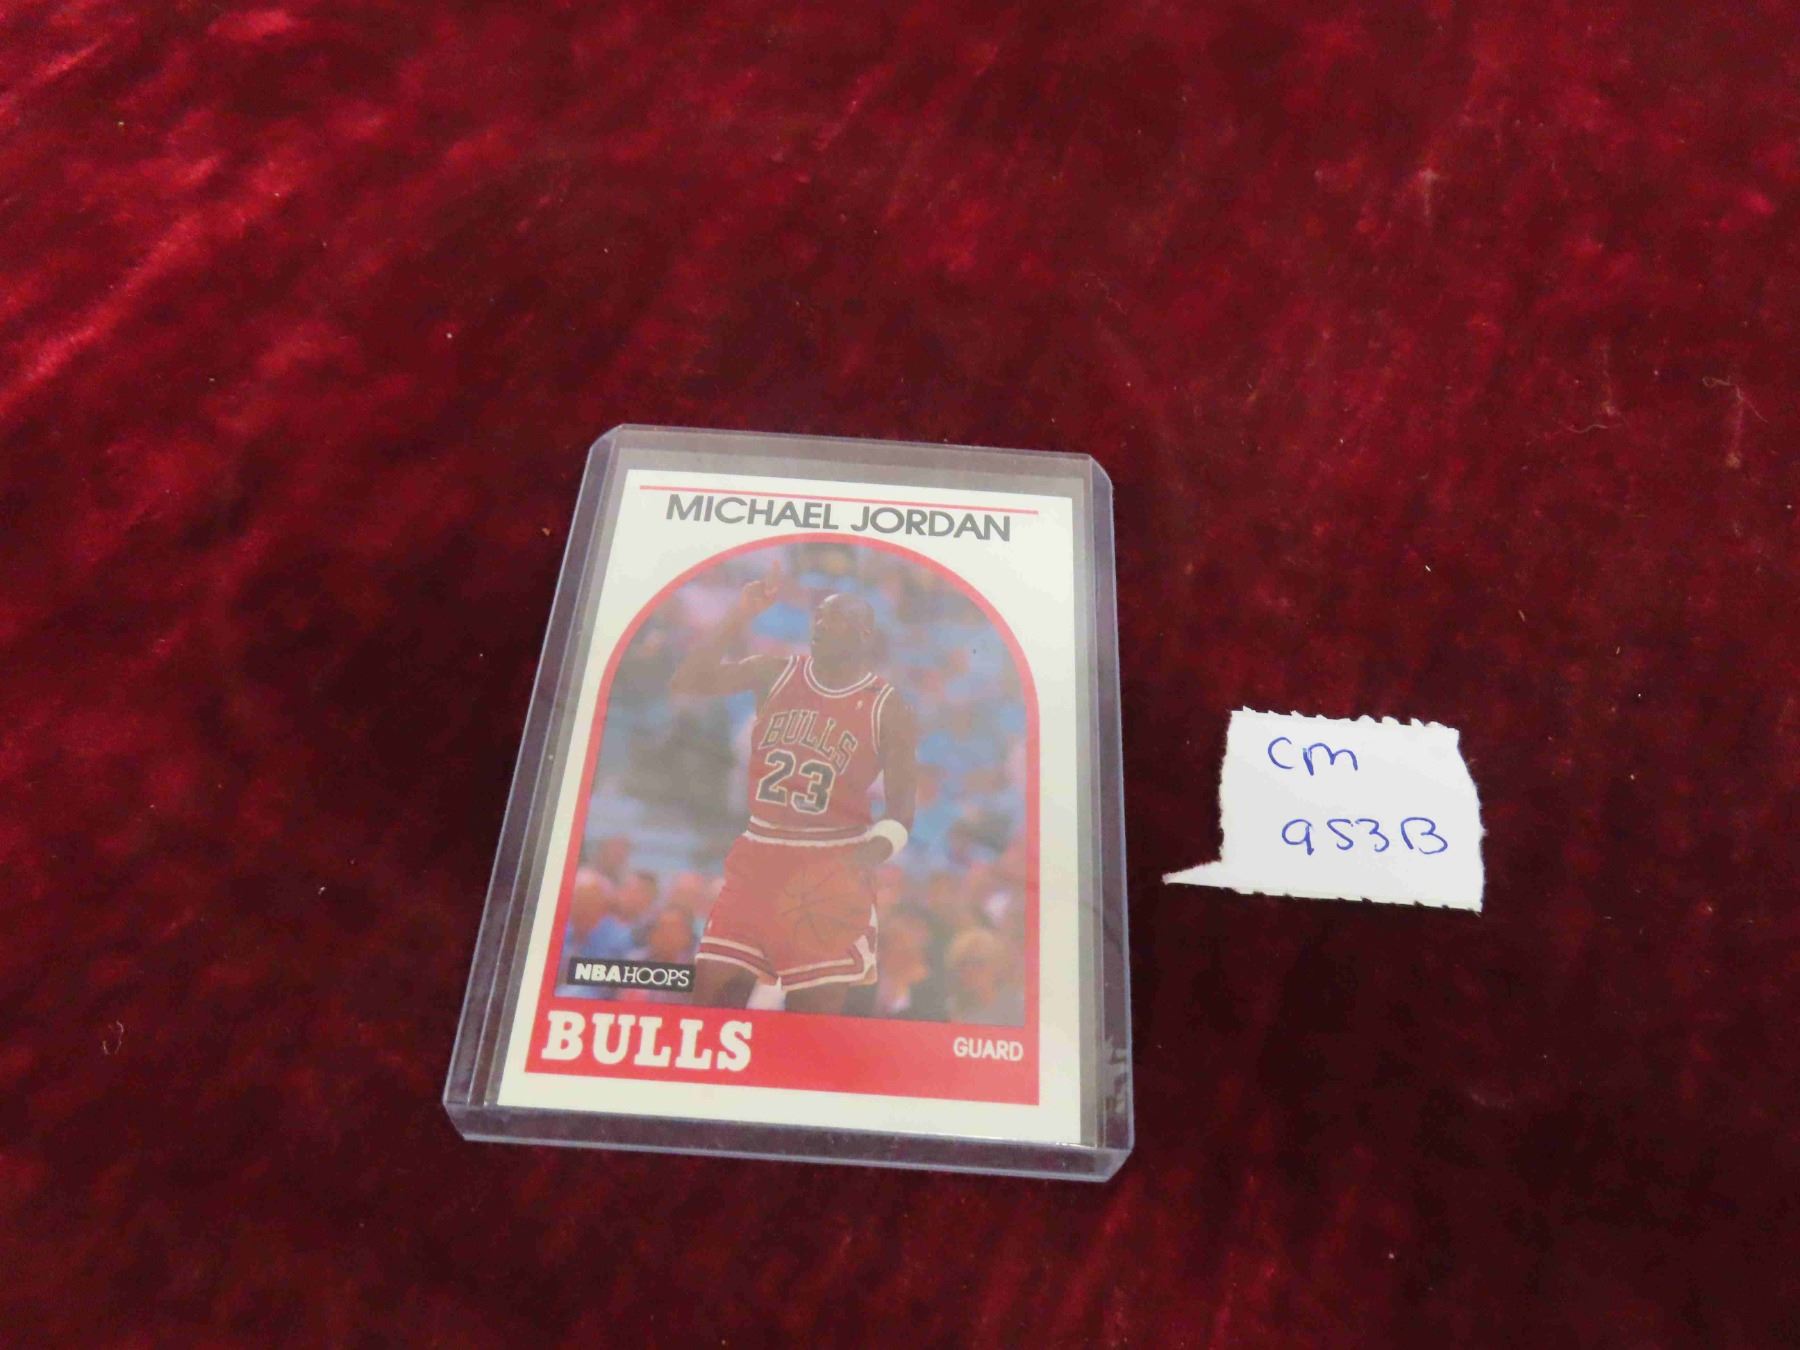 MICHAEL JORDAN
BULLS
23
NBA HOOPS
BULLS
GUARD
CM
953B